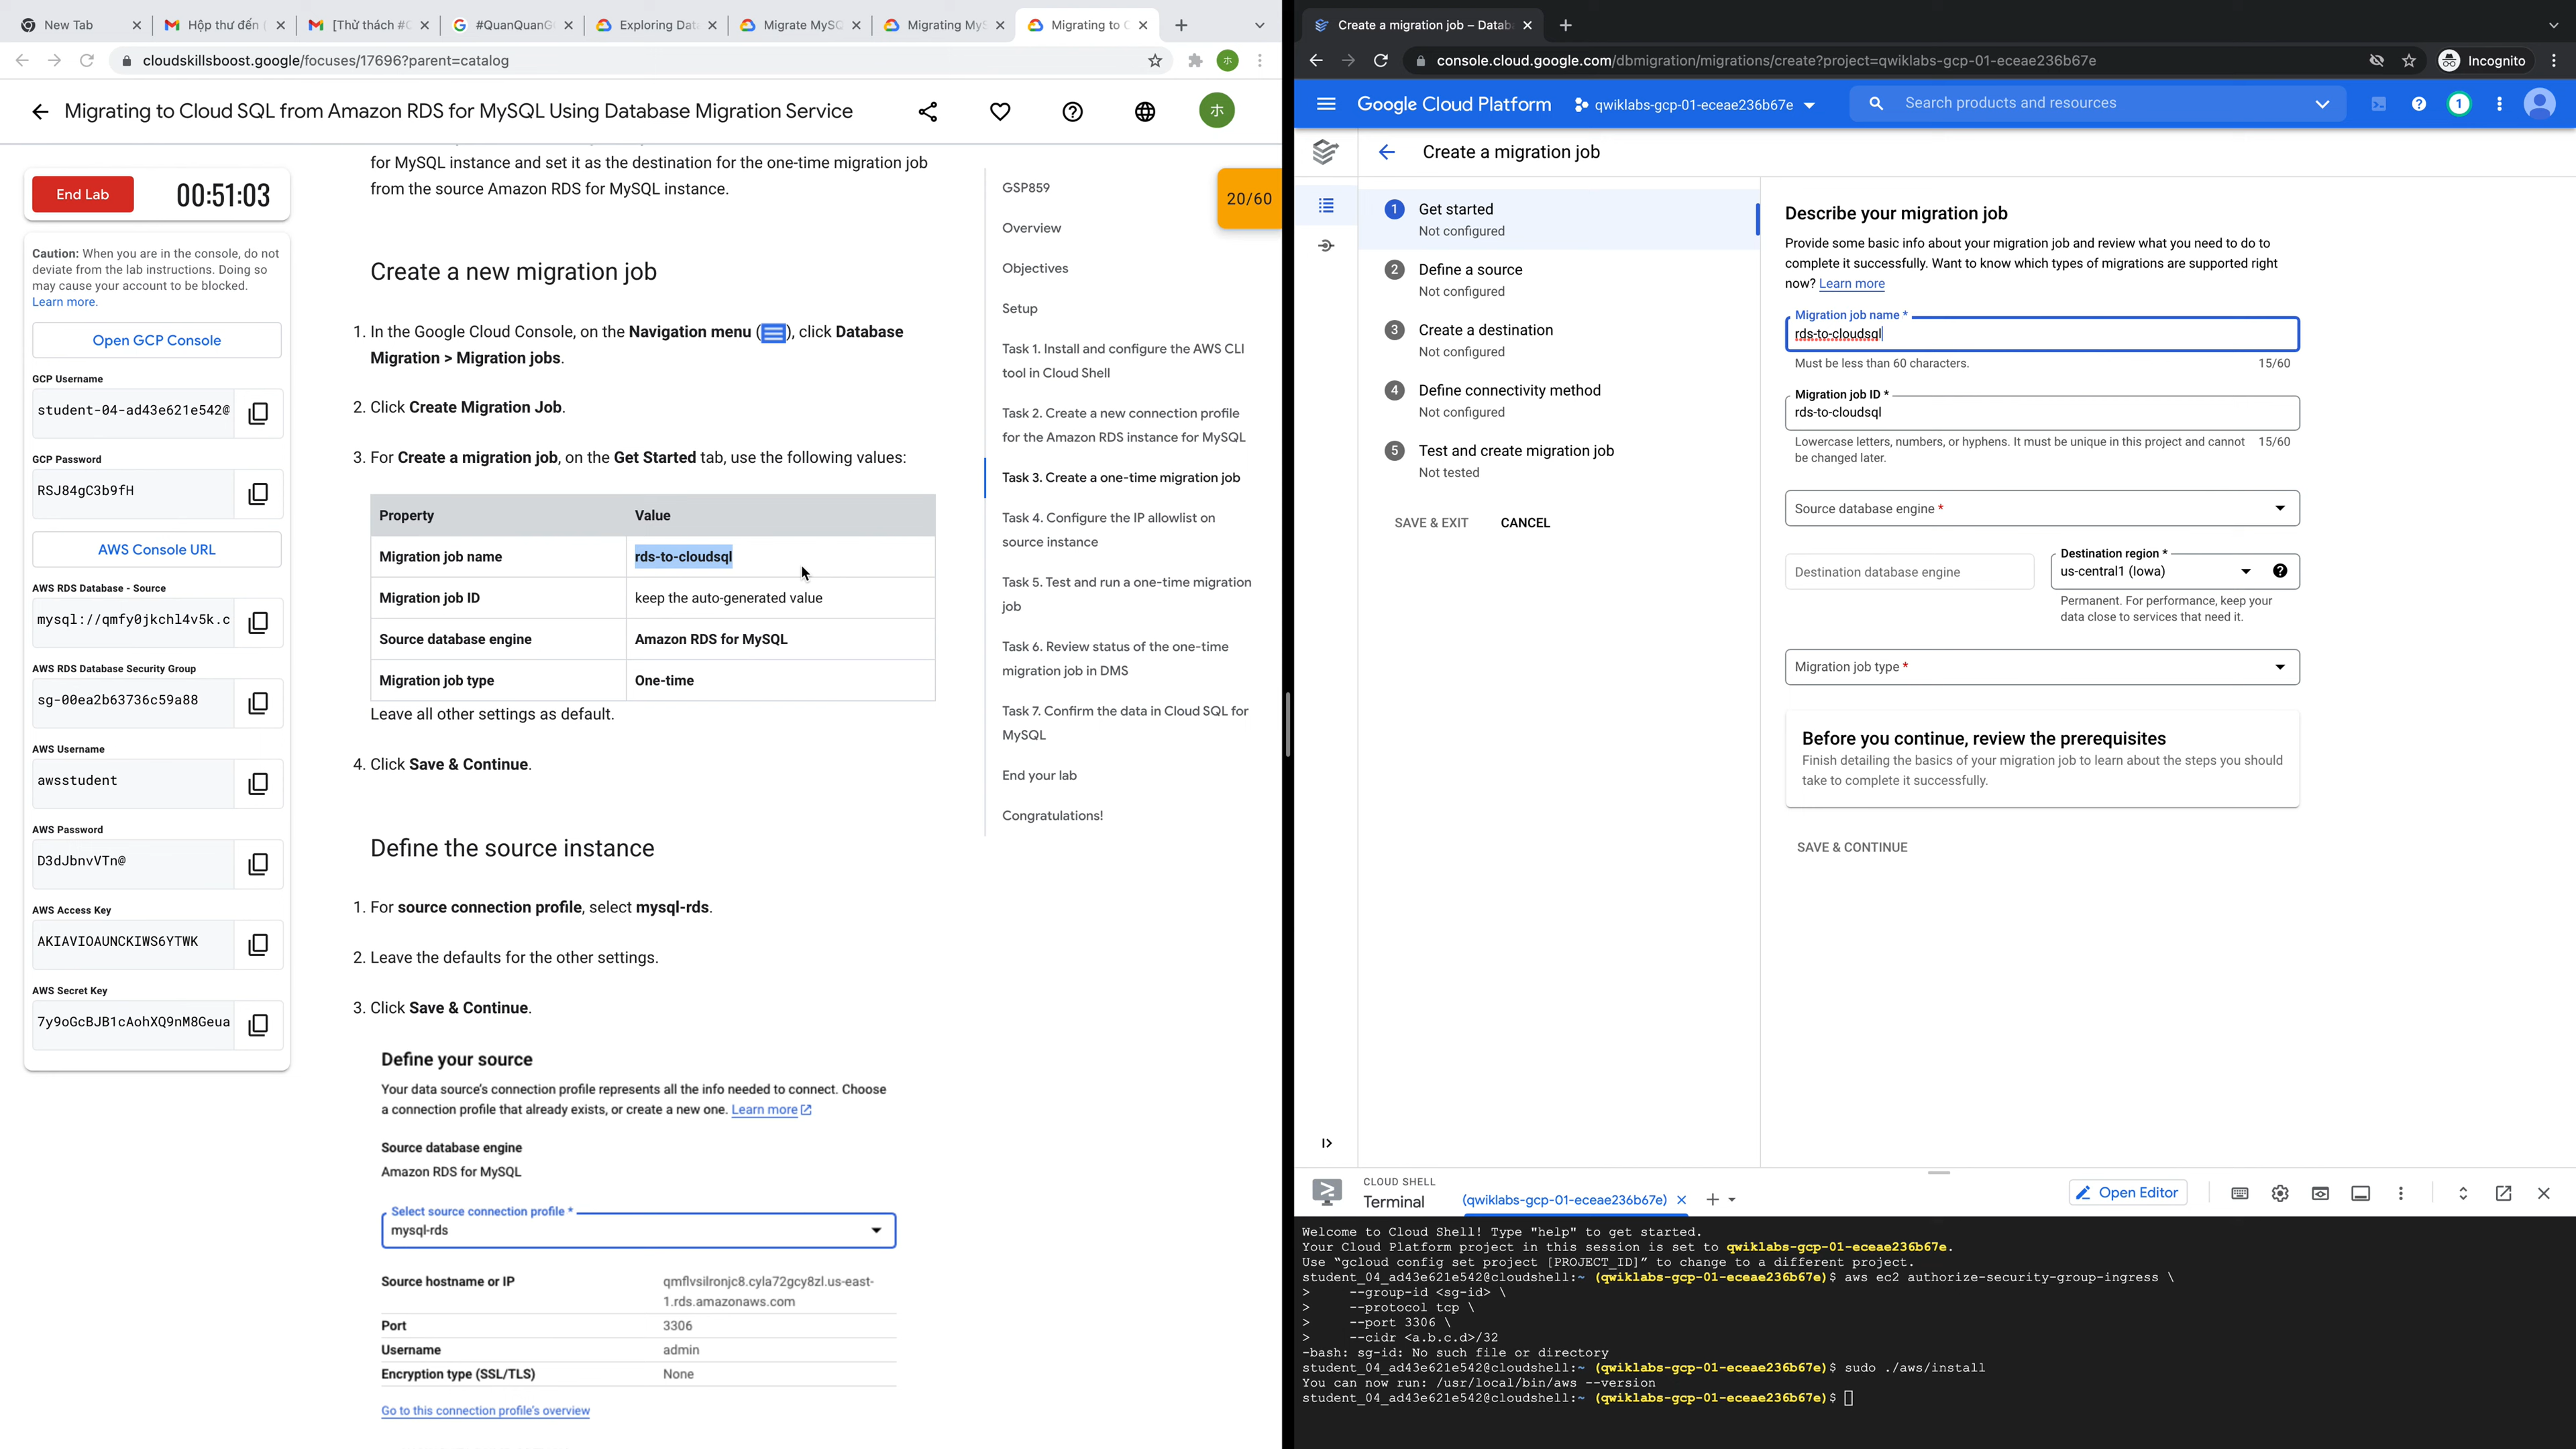 New Tab
Hộp thư đến (
[Thử thách #C
#QuanQuanG
Exploring Dat
Migrate MySQ
Migrating MyS
Migrating to C
cloudskillsboost.google/focuses/17696?parent=catalog
Migrating to Cloud SQL from Amazon RDS for MySQL Using Database Migration Service
ホ
End Lab
00:51:03
Caution: When you are in the console, do not
deviate from the lab instructions. Doing so
may cause your account to be blocked.
Learn more.
Open GCP Console
GCP Username
student-04-ad43e621e542@
GCP Password
RSJ84gC3b9fH
AWS Console URL
AWS RDS Database - Source
mysql://qmfy0jkchl4v5k.c
AWS RDS Database Security Group
sg-00ea2b63736c59a88
AWS Username
awsstudent
AWS Password
D3dJbnvVTn@
AWS Access Key
AKIAVIOAUNCKIWS6YTWK
AWS Secret Key
7y9oGcBJB1cAohXQ9nM8Geua
for MySQL instance and set it as the destination for the one-time migration job
from the source Amazon RDS for MySQL instance.
Create a new migration job
1. In the Google Cloud Console, on the Navigation menu (), click Database
Migration > Migration jobs.
2. Click Create Migration Job.
3. For Create a migration job, on the Get Started tab, use the following values:
Property Value
Migration job name rds-to-cloudsql
Migration job ID keep the auto-generated value
Source database engine Amazon RDS for MySQL
Migration job type One-time
Leave all other settings as default.
4. Click Save & Continue.
Define the source instance
1. For source connection profile, select mysql-rds.
2. Leave the defaults for the other settings.
3. Click Save & Continue.
Define your source
Your data source's connection profile represents all the info needed to connect. Choose
a connection profile that already exists, or create a new one. Learn more
Source database engine
Amazon RDS for MySQL
Select source connection profile *
mysql-rds
Source hostname or IP qmflvsilronjc8.cyla72gcy8zl.us-east-
1.rds.amazonaws.com
Port 3306
Username admin
Encryption type (SSL/TLS) None
Go to this connection profile's overview
20/60
GSP859
Overview
Objectives
Setup
Task 1. Install and configure the AWS CLI
tool in Cloud Shell
Task 2. Create a new connection profile
for the Amazon RDS instance for MySQL
Task 3. Create a one-time migration job
Task 4. Configure the IP allowlist on
source instance
Task 5. Test and run a one-time migration
job
Task 6. Review status of the one-time
migration job in DMS
Task 7. Confirm the data in Cloud SQL for
MySQL
End your lab
Congratulations!
Create a migration job – Datab
console.cloud.google.com/dbmigration/migrations/create?project=qwiklabs-gcp-01-eceae236b67e
Incognito
Google Cloud Platform
qwiklabs-gcp-01-eceae236b67e
Search products and resources
1
Create a migration job
1 Get started
Not configured
2 Define a source
Not configured
3 Create a destination
Not configured
4 Define connectivity method
Not configured
5 Test and create migration job
Not tested
SAVE & EXIT CANCEL
Describe your migration job
Provide some basic info about your migration job and review what you need to do to
complete it successfully. Want to know which types of migrations are supported right
now? Learn more
Migration job name *
rds-to-cloudsql
Must be less than 60 characters. 15/60
Migration job ID *
rds-to-cloudsql
Lowercase letters, numbers, or hyphens. It must be unique in this project and cannot 15/60
be changed later.
Source database engine *
Destination database engine
Destination region *
us-central1 (Iowa)
Permanent. For performance, keep your
data close to services that need it.
Migration job type *
Before you continue, review the prerequisites
Finish detailing the basics of your migration job to learn about the steps you should
take to complete it successfully.
SAVE & CONTINUE
CLOUD SHELL
Terminal
(qwiklabs-gcp-01-eceae236b67e)
Open Editor
Welcome to Cloud Shell! Type "help" to get started.
Your Cloud Platform project in this session is set to qwiklabs-gcp-01-eceae236b67e.
Use “gcloud config set project [PROJECT_ID]” to change to a different project.
student_04_ad43e621e542@cloudshell:~ (qwiklabs-gcp-01-eceae236b67e)$ aws ec2 authorize-security-group-ingress \
> --group-id <sg-id> \
> --protocol tcp \
> --port 3306 \
> --cidr <a.b.c.d>/32
-bash: sg-id: No such file or directory
student_04_ad43e621e542@cloudshell:~ (qwiklabs-gcp-01-eceae236b67e)$ sudo ./aws/install
You can now run: /usr/local/bin/aws --version
student_04_ad43e621e542@cloudshell:~ (qwiklabs-gcp-01-eceae236b67e)$